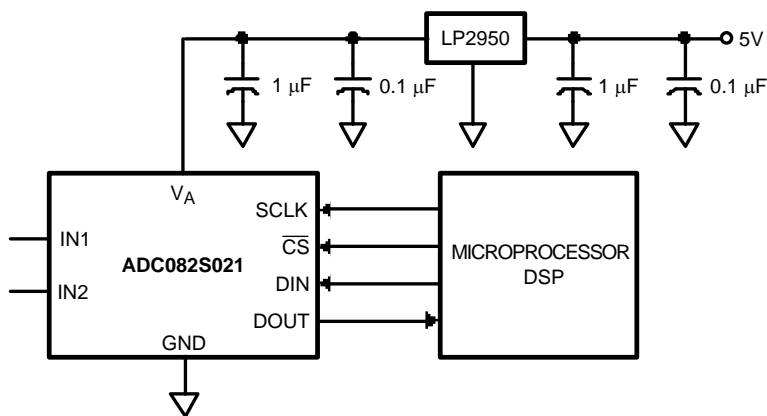 LP2950
5V
1 μF
0.1 μF
1 μF
0.1 μF
VA
SCLK
IN1
CS
MICROPROCESSOR
DSP
ADC082S021
DIN
IN2
DOUT
GND